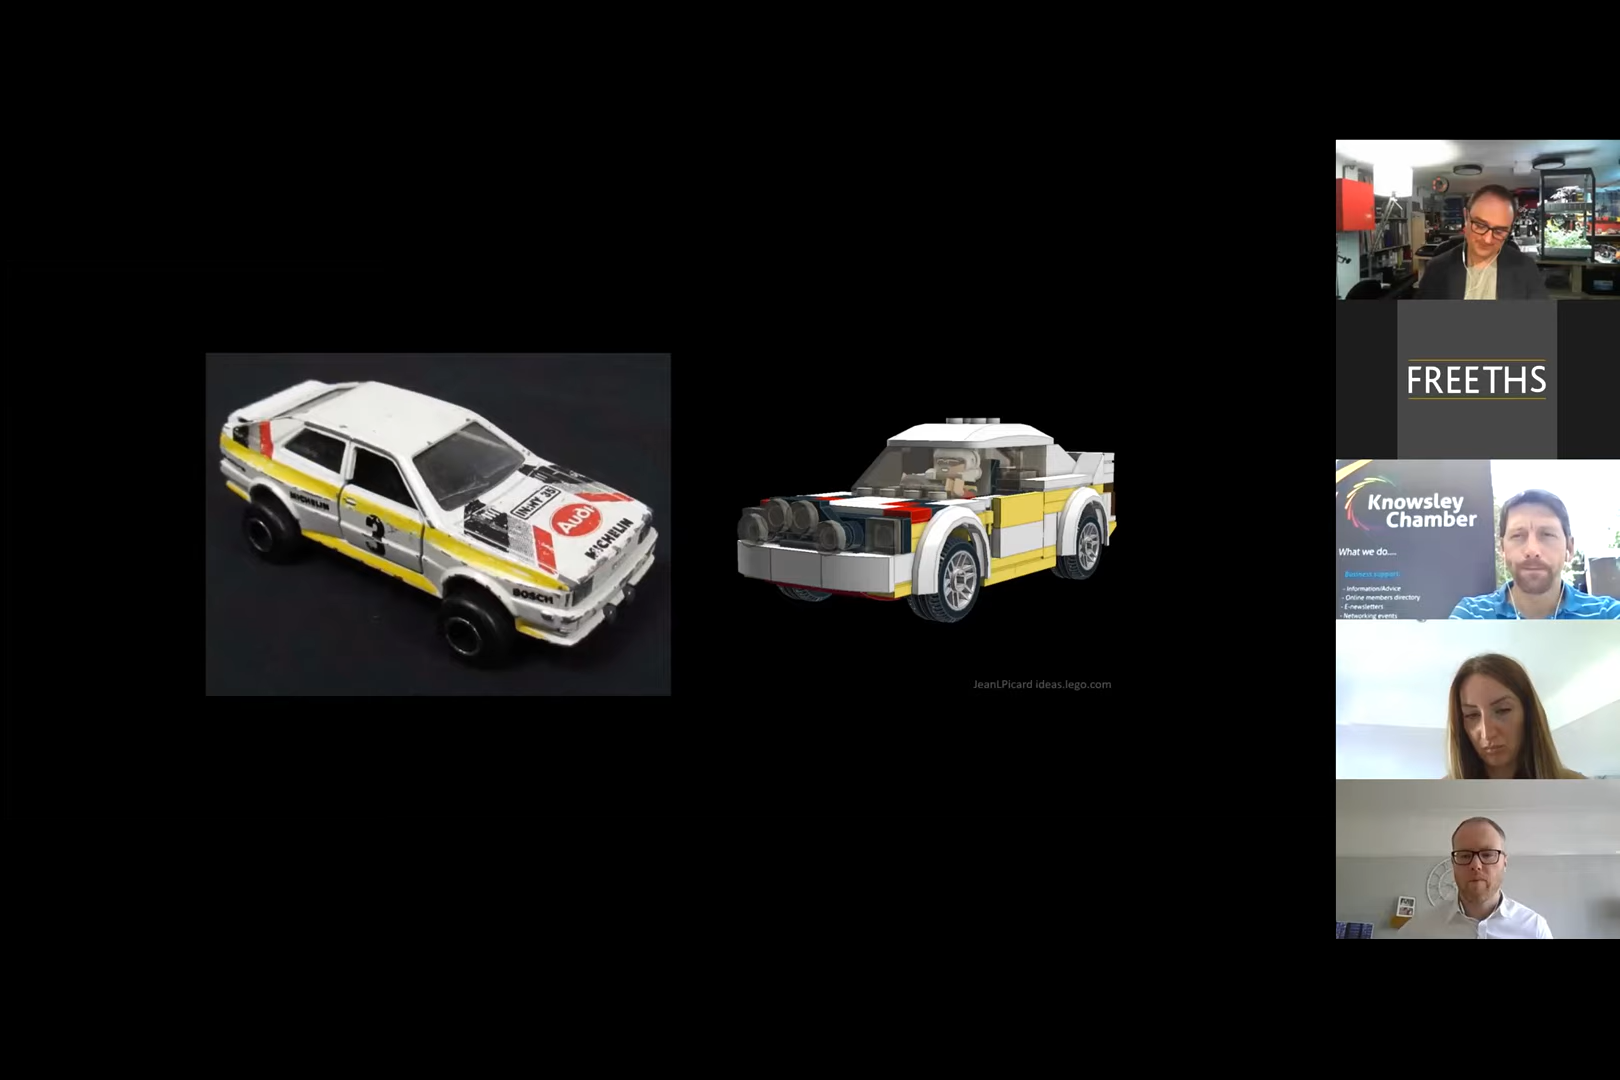 MICHELIN
3
IN:NY 35
Audi
MICHELIN
BOSCH
JeanLPicard ideas.lego.com
FREETHS
Knowsley
Chamber
What we do....
Business support:
- Information/Advice
- Online members directory
- E-newsletters
- Networking events